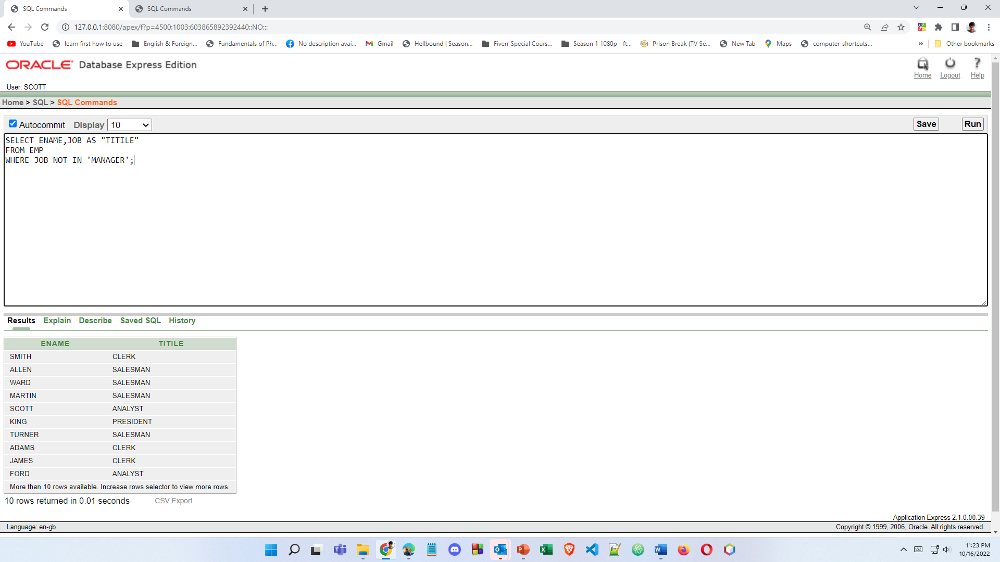 SQL Commands SQL Commands
127.0.0.1:8080/apex/f?p=4500:1003:603865892392440::NO:::
YouTube learn first how to use English & Foreign... Fundamentals of Ph... No description avai... Gmail Hellbound | Season... Fiverr Special Cours... Season 1 1080p - ft... Prison Break (TV Se... New Tab Maps computer-shortcuts... » Other bookmarks
ORACLE Database Express Edition
Home Logout Help
User: SCOTT
Home > SQL > SQL Commands
Autocommit Display 10 Save Run
SELECT ENAME,JOB AS "TITILE"
FROM EMP
WHERE JOB NOT IN 'MANAGER';
Results Explain Describe Saved SQL History
ENAME TITILE
SMITH CLERK
ALLEN SALESMAN
WARD SALESMAN
MARTIN SALESMAN
SCOTT ANALYST
KING PRESIDENT
TURNER SALESMAN
ADAMS CLERK
JAMES CLERK
FORD ANALYST
More than 10 rows available. Increase rows selector to view more rows.
10 rows returned in 0.01 seconds CSV Export
Application Express 2.1.0.00.39
Language: en-gb Copyright © 1999, 2006, Oracle. All rights reserved.
11:23 PM
10/16/2022